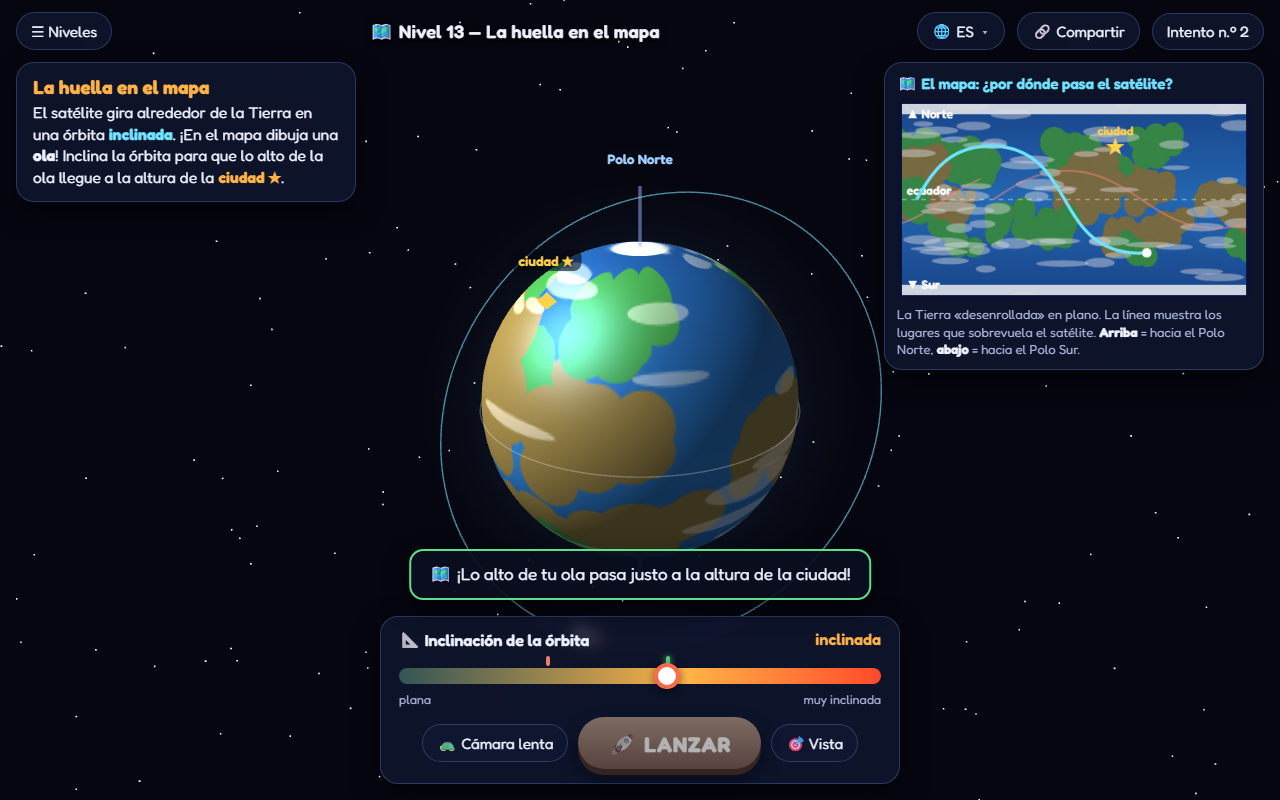 ☰ Niveles
Nivel 13 — La huella en el mapa
ES
Compartir
Intento n.º 2
La huella en el mapa
El satélite gira alrededor de la Tierra en
una órbita inclinada. ¡En el mapa dibuja una
ola! Inclina la órbita para que lo alto de la
ola llegue a la altura de la ciudad ★.
El mapa: ¿por dónde pasa el satélite?
▲ Norte
ciudad
ecuador
▼ Sur
La Tierra «desenrollada» en plano. La línea muestra los
lugares que sobrevuela el satélite. Arriba = hacia el Polo
Norte, abajo = hacia el Polo Sur.
Polo Norte
ciudad ★
¡Lo alto de tu ola pasa justo a la altura de la ciudad!
Inclinación de la órbita
inclinada
plana
muy inclinada
Cámara lenta
LANZAR
Vista